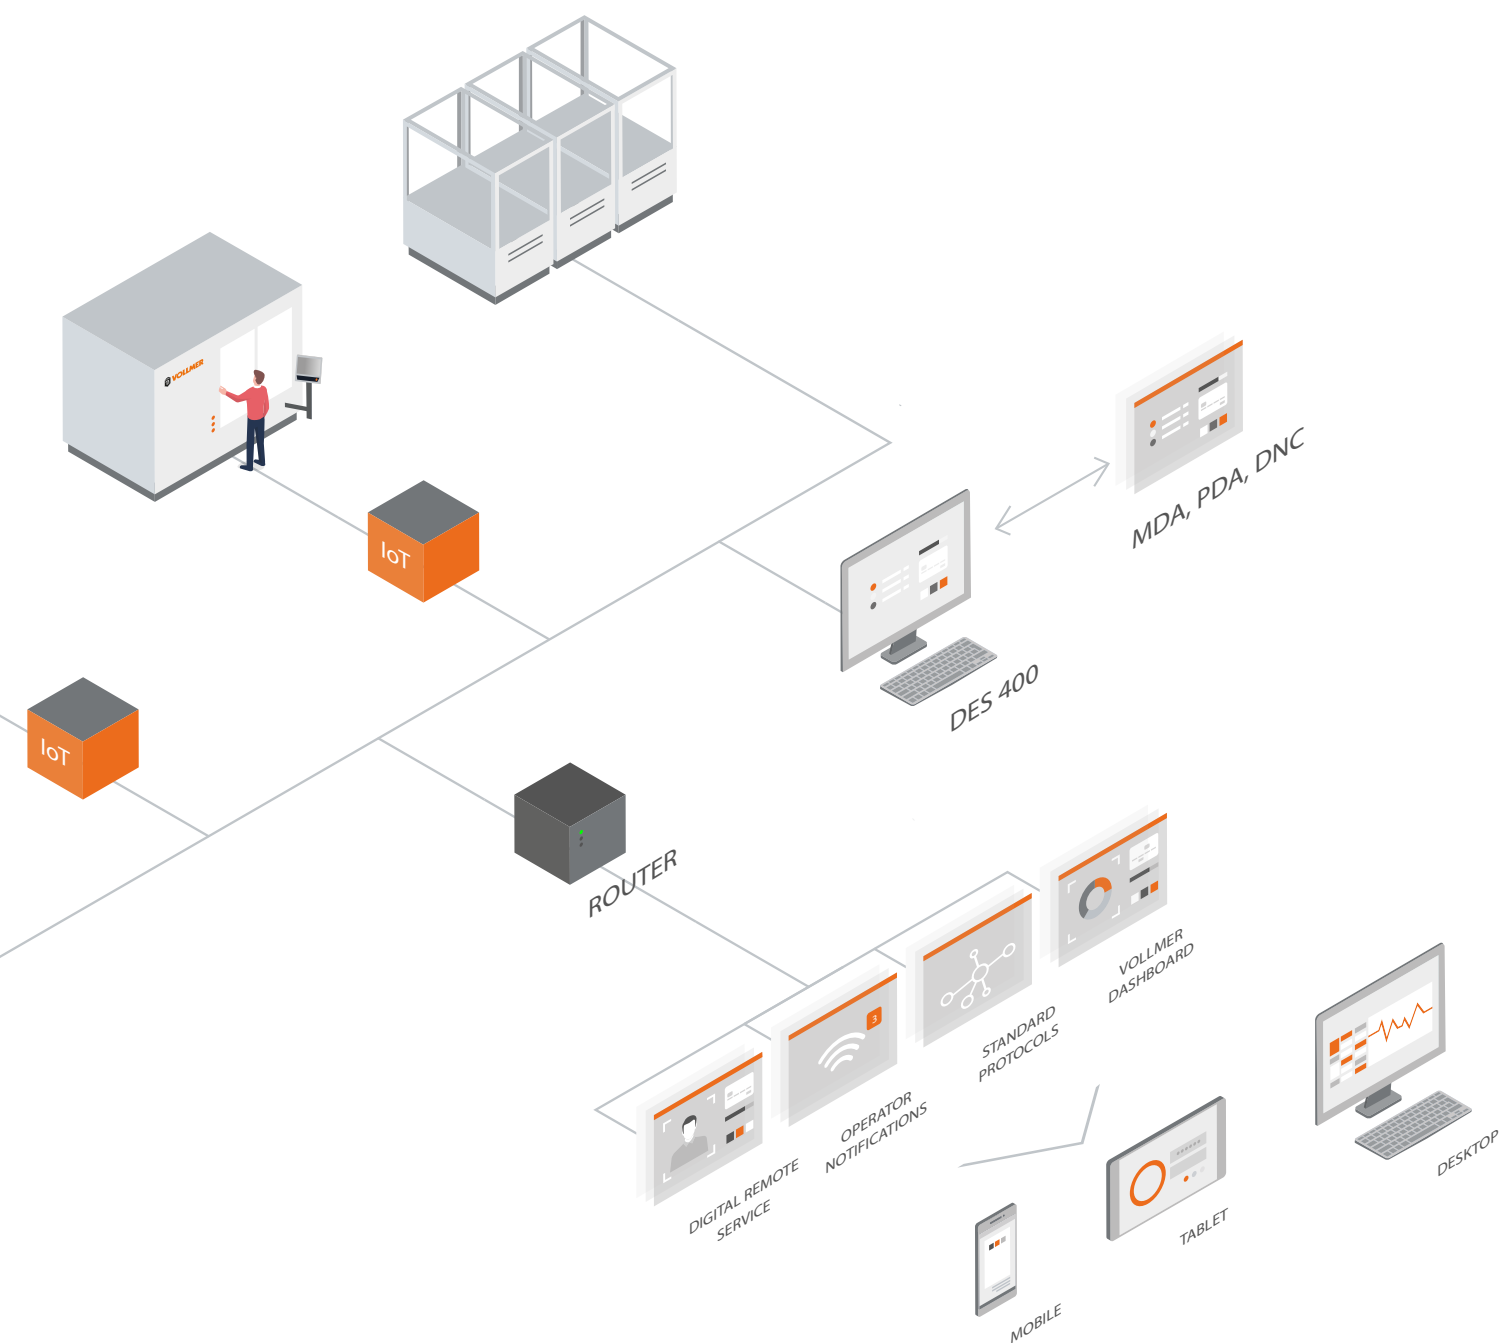 VOLLMER
IoT
MDA, PDA, DNC
DES 400
IoT
ROUTER
VOLLMER
DASHBOARD
STANDARD
PROTOCOLS
3
OPERATOR
NOTIFICATIONS
DIGITAL REMOTE
SERVICE
DESKTOP
TABLET
MOBILE